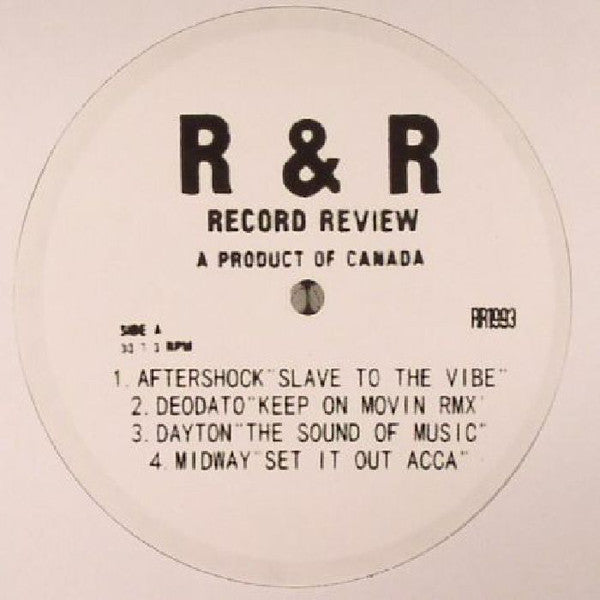 R & R
RECORD REVIEW
A PRODUCT OF CANADA
RR1993
SIDE A
33 1 3 RPM
1. AFTERSHOCK "SLAVE TO THE VIBE"
2. DEODATO "KEEP ON MOVIN RMX"
3. DAYTON "THE SOUND OF MUSIC"
4. MIDWAY "SET IT OUT ACCA"